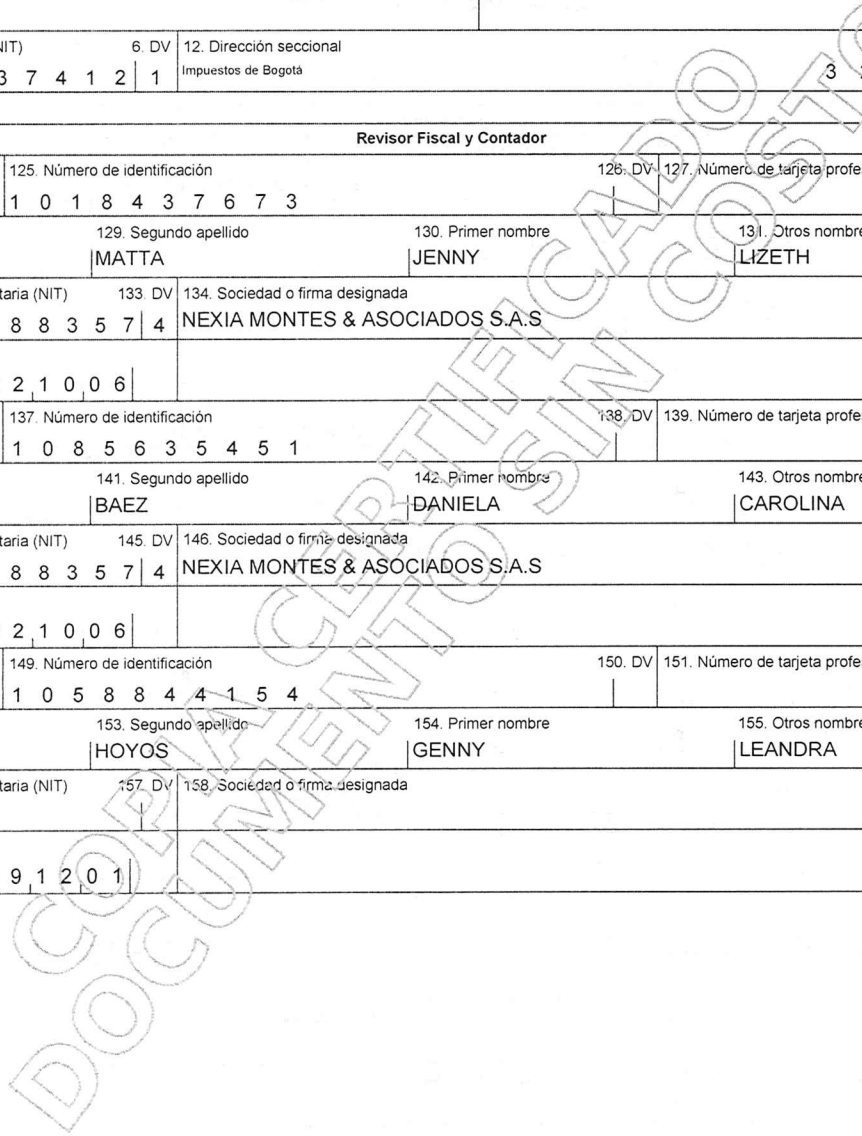 NIT) 6. DV 12. Dirección seccional
3 7 4 1 2 1 Impuestos de Bogotá 3
Revisor Fiscal y Contador
125. Número de identificación 126. DV 127. Número de tarjeta profe
1 0 1 8 4 3 7 6 7 3
129. Segundo apellido 130. Primer nombre 131. Otros nombre
MATTA JENNY LIZETH
taria (NIT) 133. DV 134. Sociedad o firma designada
8 8 3 5 7 4 NEXIA MONTES & ASOCIADOS S.A.S
2 1 0 0 6
137. Número de identificación 138. DV 139. Número de tarjeta profe
1 0 8 5 6 3 5 4 5 1
141. Segundo apellido 142. Primer nombre 143. Otros nombre
BAEZ DANIELA CAROLINA
taria (NIT) 145. DV 146. Sociedad o firma designada
8 8 3 5 7 4 NEXIA MONTES & ASOCIADOS S.A.S
2 1 0 0 6
149. Número de identificación 150. DV 151. Número de tarjeta profe
1 0 5 8 8 4 4 1 5 4
153. Segundo apellido 154. Primer nombre 155. Otros nombre
HOYOS GENNY LEANDRA
taria (NIT) 157. DV 158. Sociedad o firma designada
9 1 2 0 1
COPIA CERTIFICADO
DOCUMENTO SIN COSTO